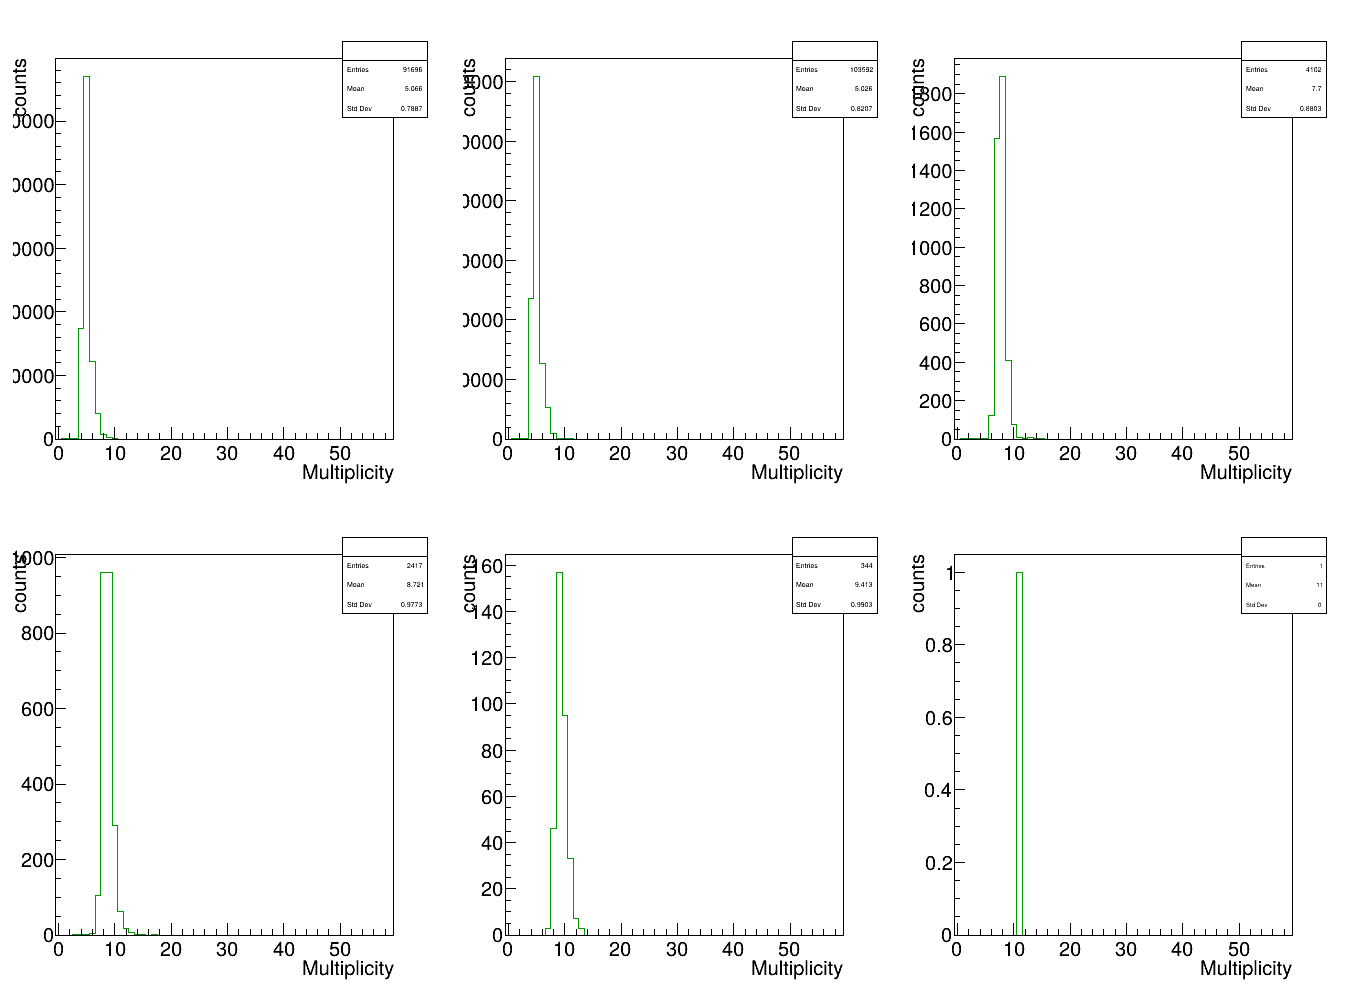 counts
Entries 91696
Mean 5.066
Std Dev 0.7887
0000
0000
0000
0000
0000
0
0 10 20 30 40 50
Multiplicity
counts
Entries 103592
Mean 5.026
Std Dev 0.8207
0000
0000
0000
0000
0000
0000
0
0 10 20 30 40 50
Multiplicity
counts
Entries 4102
Mean 7.7
Std Dev 0.8803
1800
1600
1400
1200
1000
800
600
400
200
0
0 10 20 30 40 50
Multiplicity
counts
Entries 2417
Mean 8.721
Std Dev 0.9773
1000
800
600
400
200
0
0 10 20 30 40 50
Multiplicity
counts
Entries 344
Mean 9.413
Std Dev 0.9903
160
140
120
100
80
60
40
20
0
0 10 20 30 40 50
Multiplicity
counts
Entries 1
Mean 11
Std Dev 0
1
0.8
0.6
0.4
0.2
0
0 10 20 30 40 50
Multiplicity